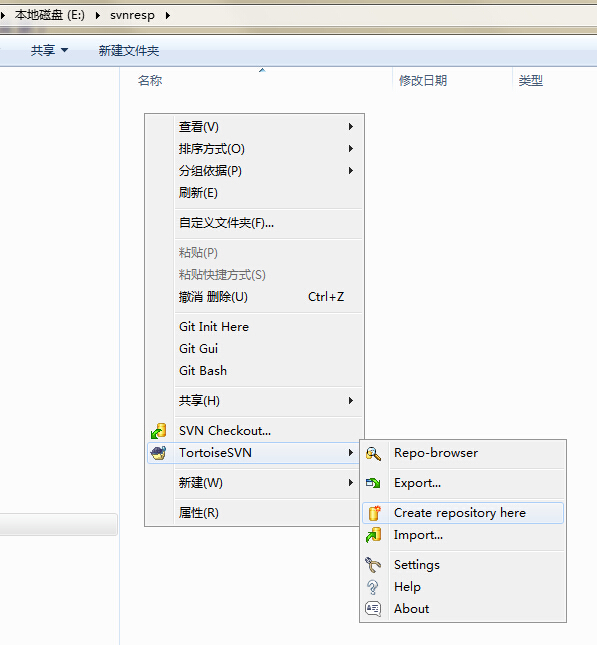 本地磁盘 (E:) svnresp
共享 新建文件夹
名称 修改日期 类型
查看(V)
排序方式(O)
分组依据(P)
刷新(E)
自定义文件夹(F)...
粘贴(P)
粘贴快捷方式(S)
撤消 删除(U) Ctrl+Z
Git Init Here
Git Gui
Git Bash
共享(H)
SVN Checkout...
TortoiseSVN
新建(W)
属性(R)
Repo-browser
Export...
Create repository here
Import...
Settings
Help
About